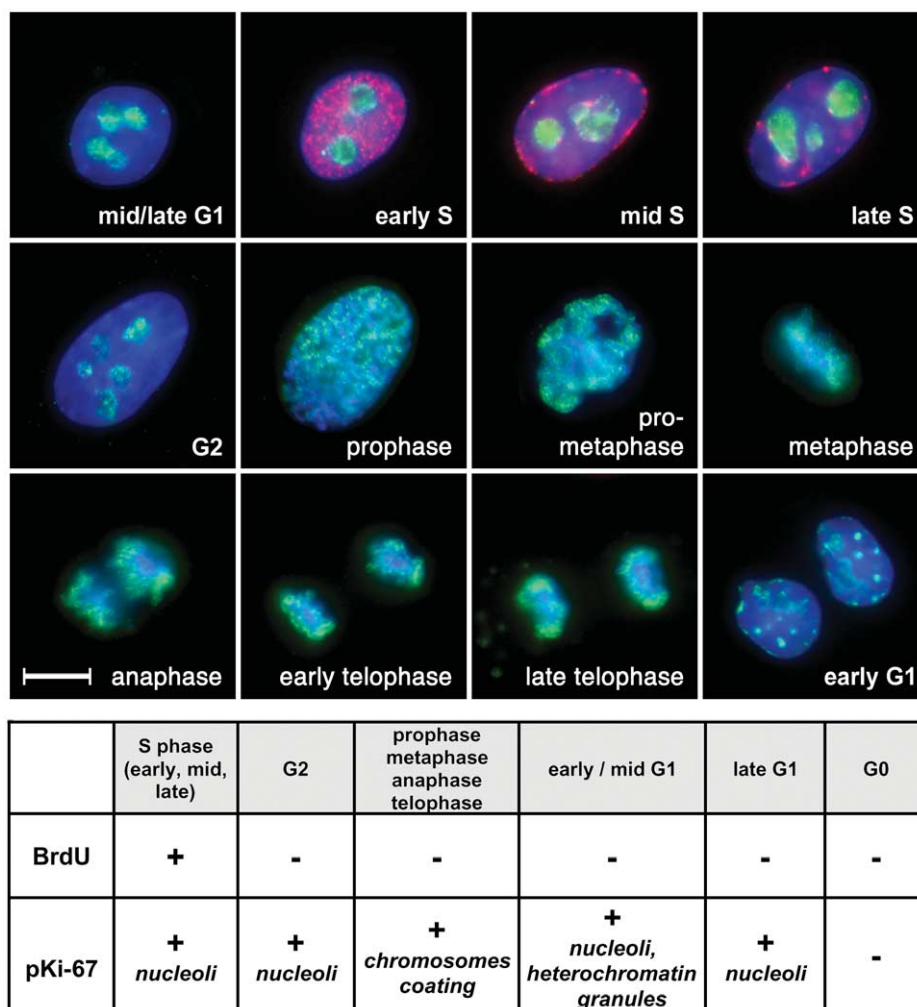 mid/late G1
early S
mid S
late S
G2
prophase
pro-
metaphase
metaphase
anaphase
early telophase
late telophase
early G1
S phase
(early, mid,
late)
G2
prophase
metaphase
anaphase
telophase
early / mid G1
late G1
G0
BrdU
+
-
-
-
-
-
pKi-67
+
nucleoli
+
nucleoli
+
chromosomes
coating
+
nucleoli,
heterochromatin
granules
+
nucleoli
-